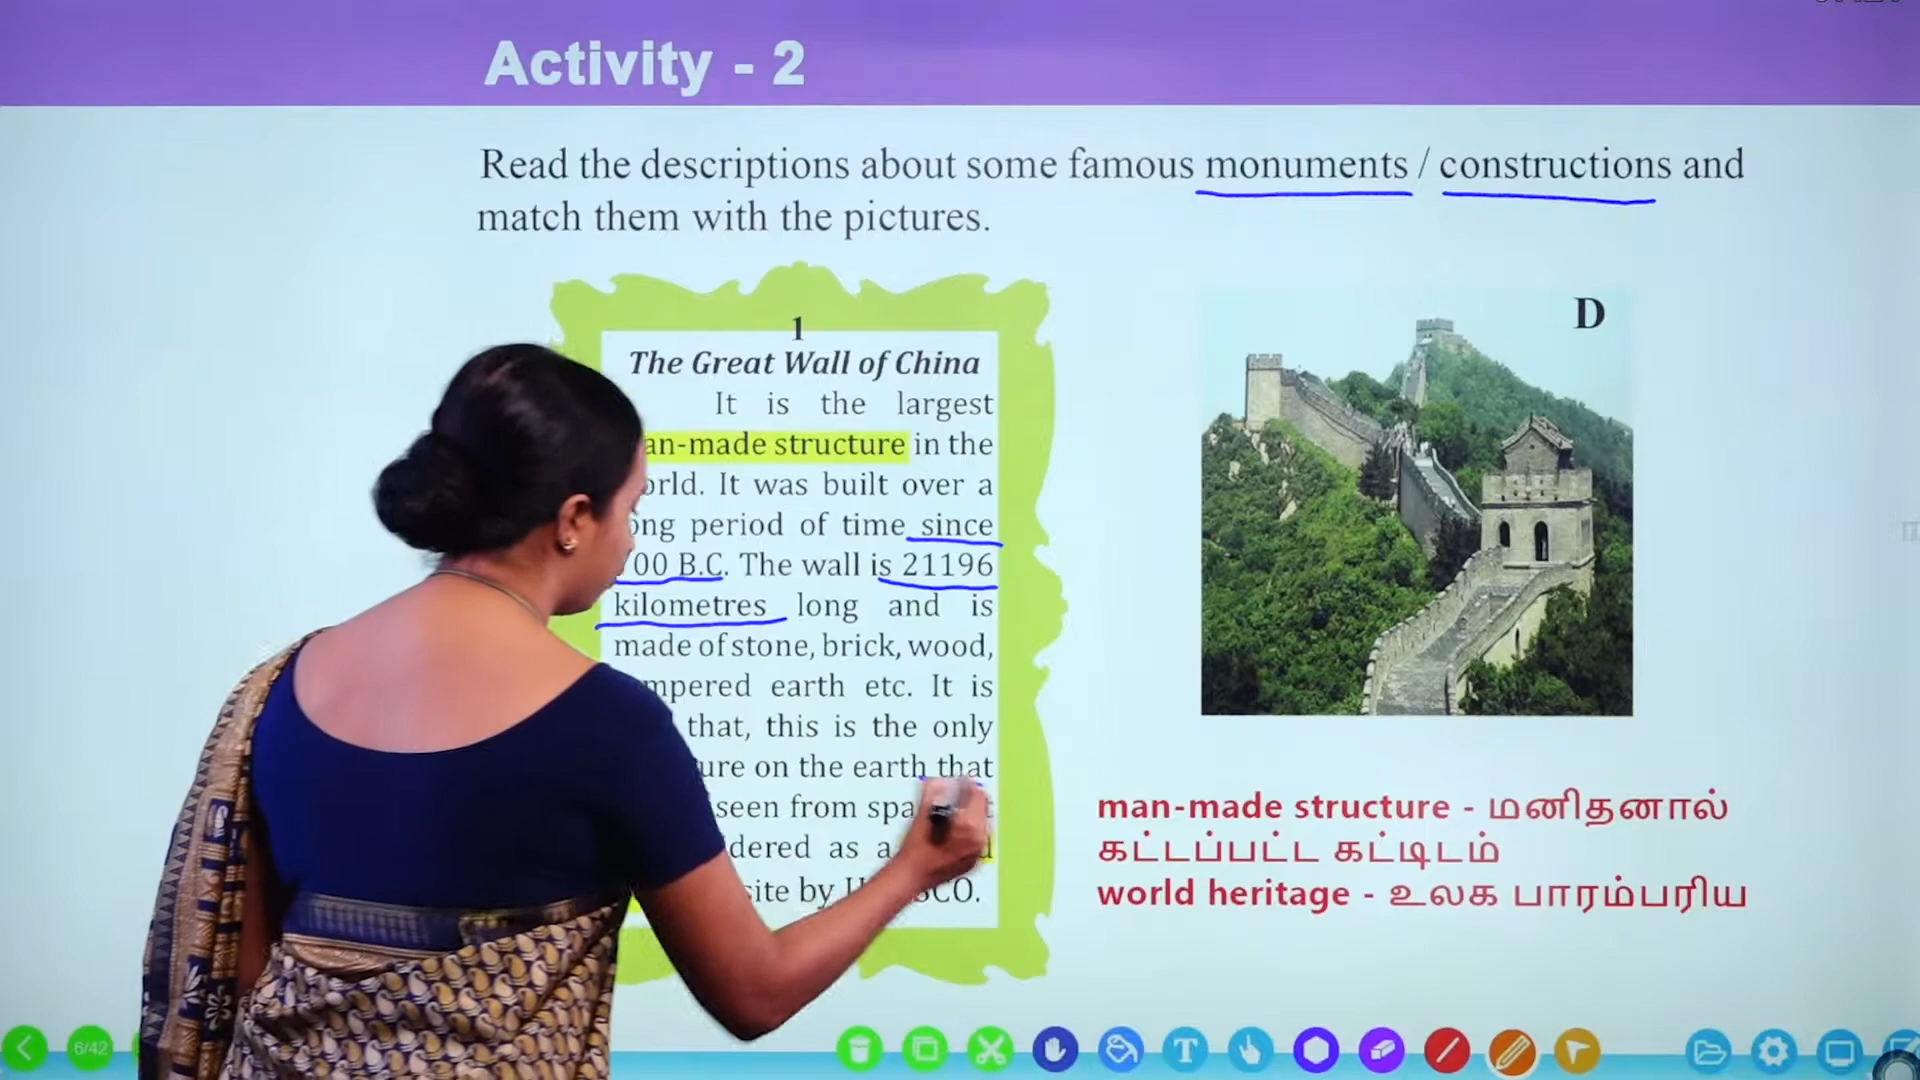 Activity - 2
Read the descriptions about some famous monuments / constructions and
match them with the pictures.
1
The Great Wall of China
It is the largest
an-made structure in the
orld. It was built over a
ong period of time since
00 B.C. The wall is 21196
kilometres long and is
made of stone, brick, wood,
mpered earth etc. It is
that, this is the only
ure on the earth that
seen from spa
dered as a
site by U SCO.
D
man-made structure - மனிதனால்
கட்டப்பட்ட கட்டிடம்
world heritage - உலக பாரம்பரிய
6/42
T